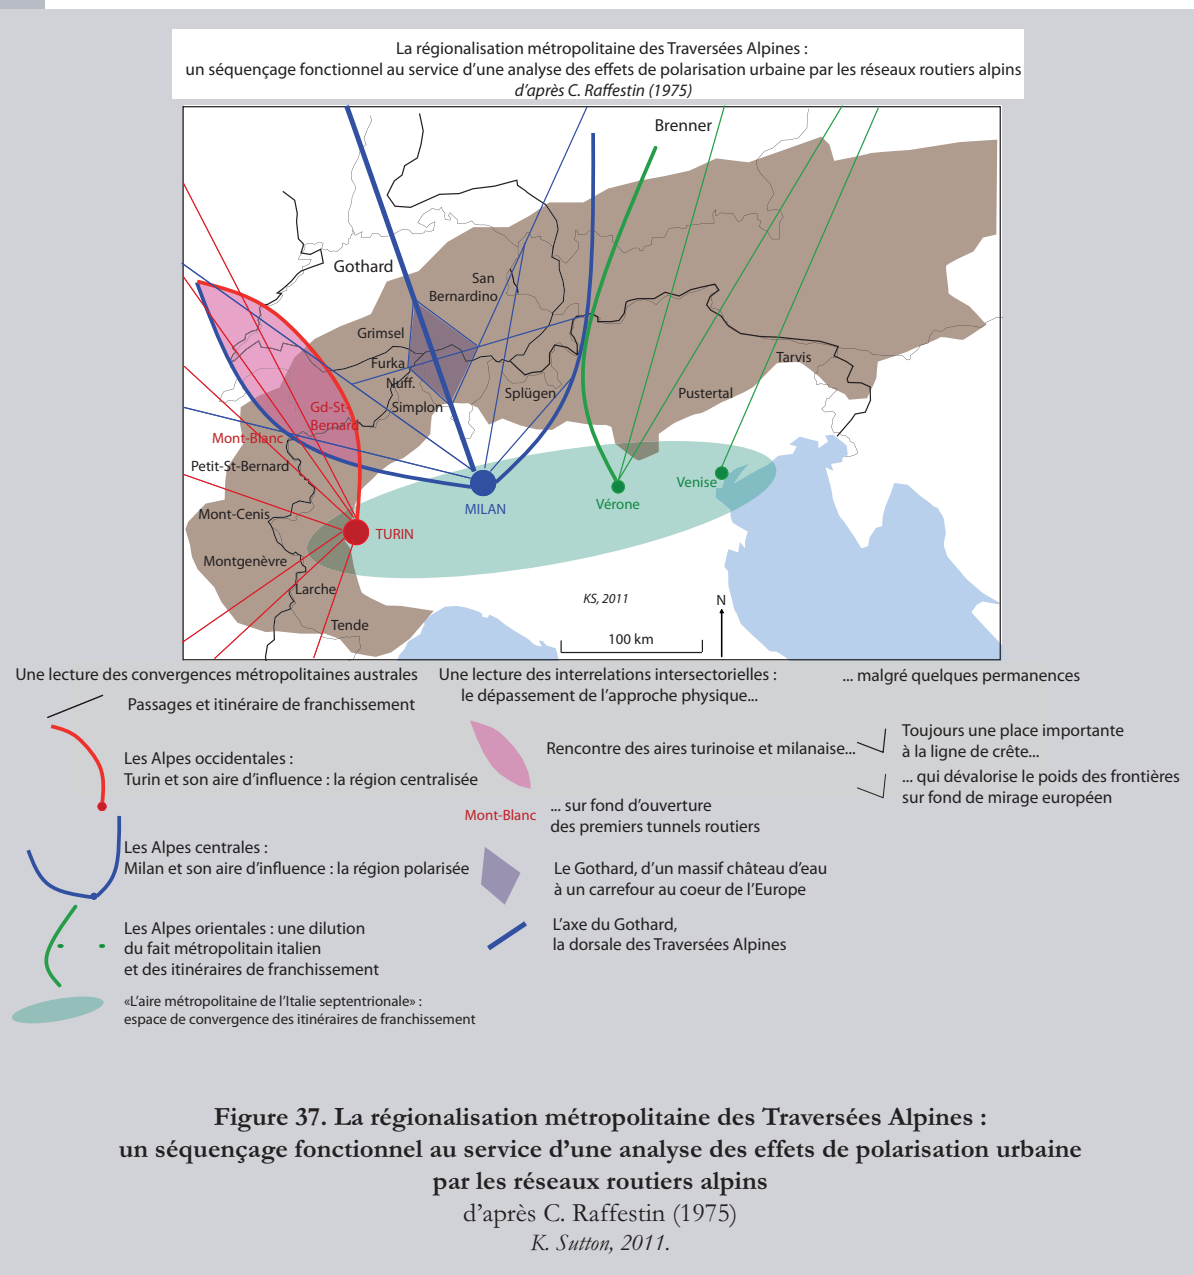 La régionalisation métropolitaine des Traversées Alpines :
un séquençage fonctionnel au service d’une analyse des effets de polarisation urbaine par les réseaux routiers alpins
d’après C. Raffestin (1975)
Brenner
Gothard
San
Bernardino
Grimsel
Furka
Nuff.
Simplon
Splügen
Tarvis
Pustertal
Gd-St-
Bernard
Mont-Blanc
Petit-St-Bernard
Mont-Cenis
Montgenèvre
Larche
Tende
TURIN
MILAN
Vérone
Venise
KS, 2011
N
100 km
Une lecture des convergences métropolitaines australes
Passages et itinéraire de franchissement
Les Alpes occidentales :
Turin et son aire d’influence : la région centralisée
Les Alpes centrales :
Milan et son aire d’influence : la région polarisée
Les Alpes orientales : une dilution
du fait métropolitain italien
et des itinéraires de franchissement
«L’aire métropolitaine de l’Italie septentrionale» :
espace de convergence des itinéraires de franchissement
Une lecture des interrelations intersectorielles :
le dépassement de l’approche physique...
Rencontre des aires turinoise et milanaise...
Mont-Blanc
... sur fond d’ouverture
des premiers tunnels routiers
Le Gothard, d’un massif château d’eau
à un carrefour au coeur de l’Europe
L’axe du Gothard,
la dorsale des Traversées Alpines
... malgré quelques permanences
Toujours une place importante
à la ligne de crête...
... qui dévalorise le poids des frontières
sur fond de mirage européen
Figure 37. La régionalisation métropolitaine des Traversées Alpines :
un séquençage fonctionnel au service d’une analyse des effets de polarisation urbaine
par les réseaux routiers alpins
d’après C. Raffestin (1975)
K. Sutton, 2011.